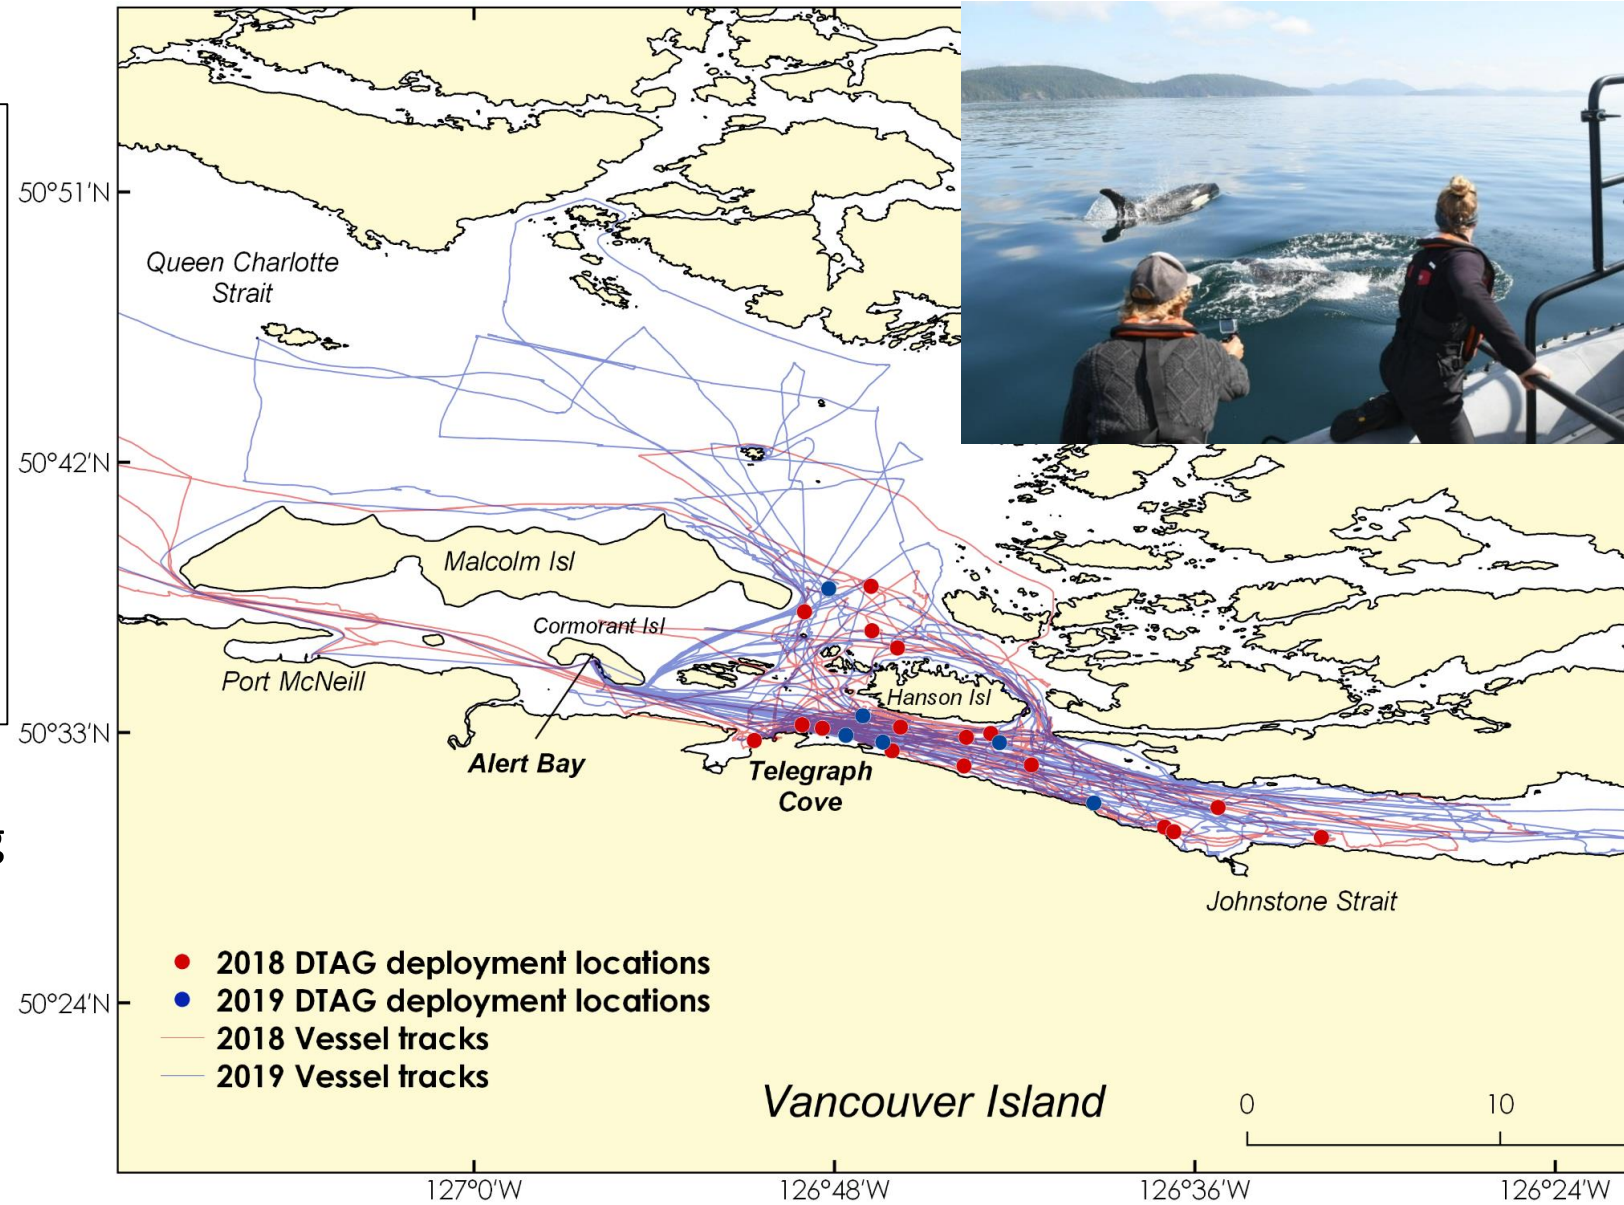 50°51'N
Queen Charlotte
Strait
50°42'N
Malcolm Isl
Cormorant Isl
Port McNeill
Hanson Isl
50°33'N
Alert Bay
Telegraph
Cove
Johnstone Strait
2018 DTAG deployment locations
2019 DTAG deployment locations
50°24'N
2018 Vessel tracks
2019 Vessel tracks
Vancouver Island
0 10
127°0'W 126°48'W 126°36'W 126°24'W